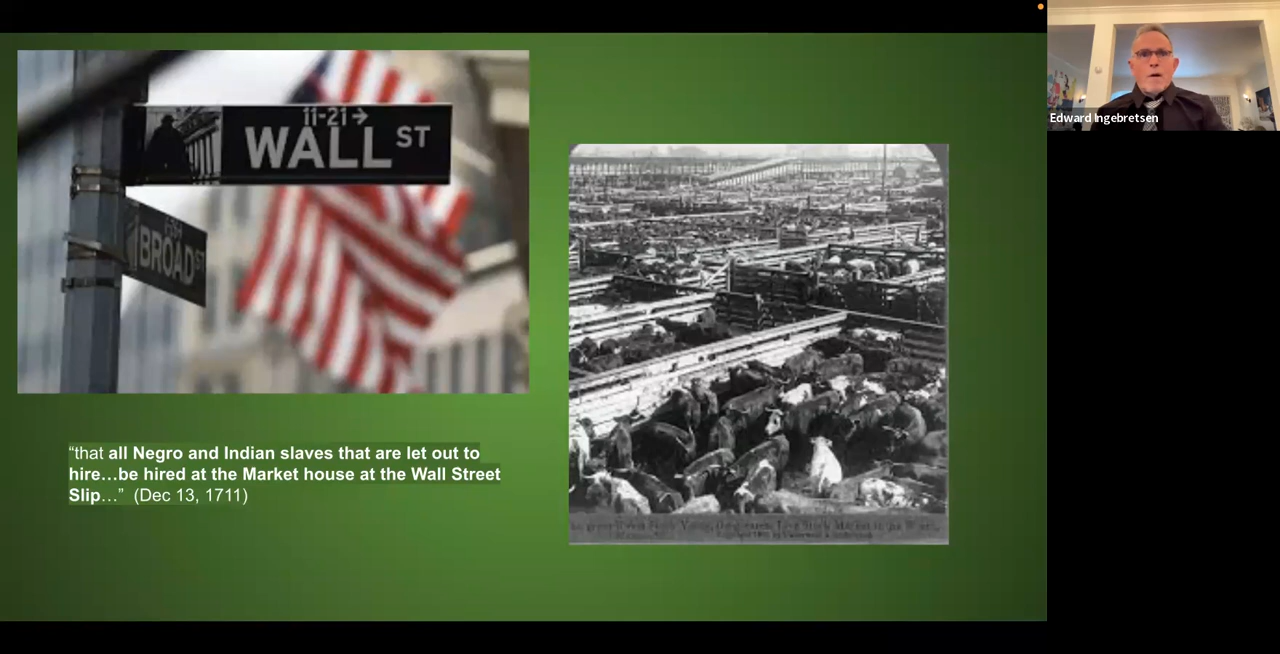 11-21→
WALL ST
BROAD ST
“that all Negro and Indian slaves that are let out to
hire…be hired at the Market house at the Wall Street
Slip…”  (Dec 13, 1711)
Edward Ingebretsen